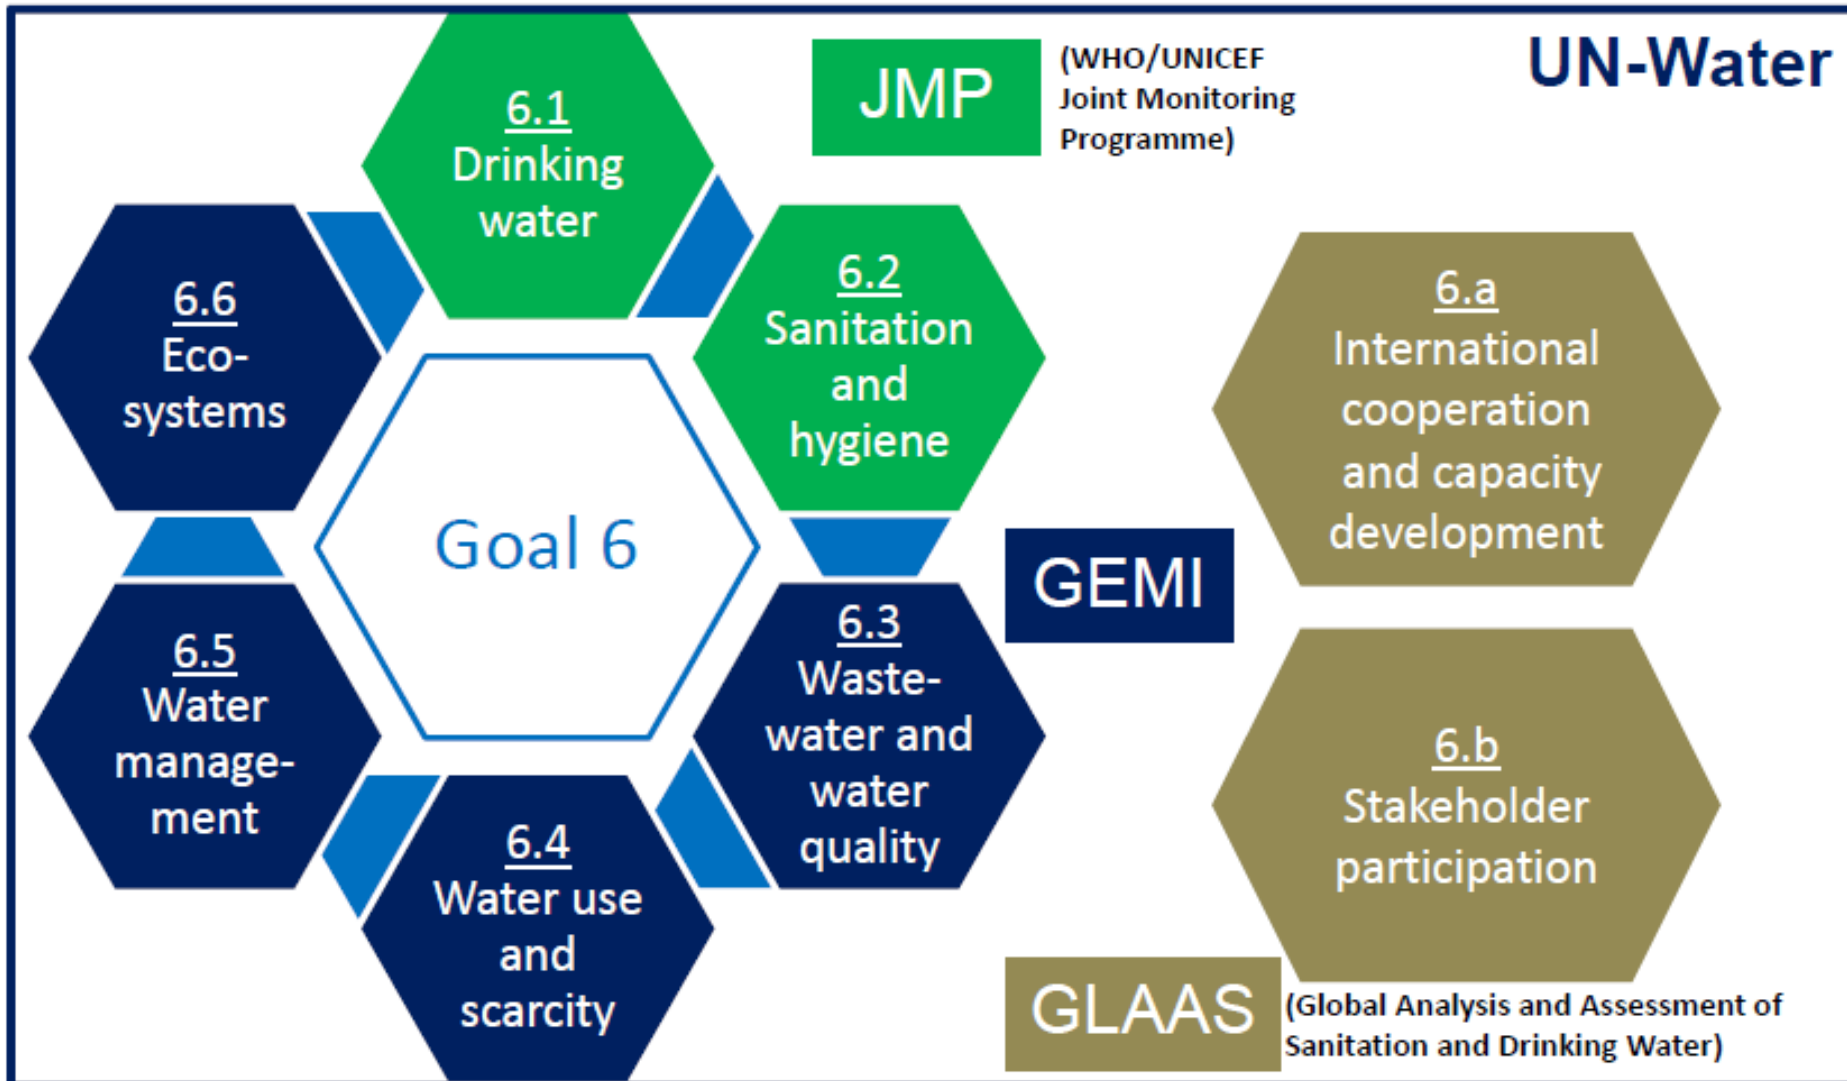 UN-Water
JMP
(WHO/UNICEF
Joint Monitoring
Programme)
6.1
Drinking
water
6.2
Sanitation
and
hygiene
6.3
Waste-
water and
water
quality
6.4
Water use
and
scarcity
6.5
Water
manage-
ment
6.6
Eco-
systems
Goal 6
GEMI
6.a
International
cooperation
and capacity
development
6.b
Stakeholder
participation
GLAAS
(Global Analysis and Assessment of
Sanitation and Drinking Water)